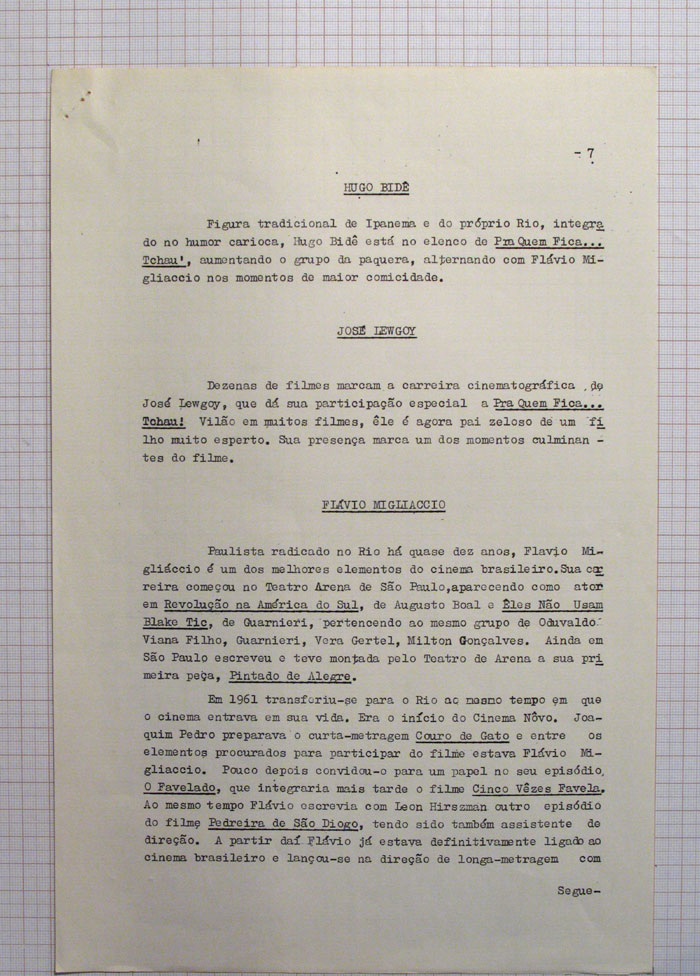 - 7
HUGO BIDÊ
Figura tradicional de Ipanema e do próprio Rio, integra
do no humor carioca, Hugo Bidê está no elenco de Pra Quem Fica...
Tchau!, aumentando o grupo da paquera, alternando com Flávio Mi-
gliaccio nos momentos de maior comicidade.
JOSÉ LEWGOY
Dezenas de filmes marcam a carreira cinematográfica de
José Lewgoy, que dá sua participação especial a Pra Quem Fica...
Tchau! Vilão em muitos filmes, êle é agora pai zeloso de um fi
lho muito esperto. Sua presença marca um dos momentos culminan -
tes do filme.
FLÁVIO MIGLIACCIO
Paulista radicado no Rio há quase dez anos, Flavio Mi-
gliáccio é um dos melhores elementos do cinema brasileiro.Sua car
reira começou no Teatro Arena de São Paulo,aparecendo como ator
em Revolução na América do Sul, de Augusto Boal e Êles Não Usam
Blake Tic, de Guarnieri, pertencendo ao mesmo grupo de Oduvaldo
Viana Filho, Guarnieri, Vera Gertel, Milton Gonçalves. Ainda em
São Paulo escreveu e teve montada pelo Teatro de Arena a sua pri
meira peça, Pintado de Alegre.
Em 1961 transferiu-se para o Rio ao mesmo tempo em que
o cinema entrava em sua vida. Era o início do Cinema Nôvo. Joa-
quim Pedro preparava o curta-metragem Couro de Gato e entre os
elementos procurados para participar do filme estava Flávio Mi-
gliaccio. Pouco depois convidou-o para um papel no seu episódio,
O Favelado, que integraria mais tarde o filme Cinco Vêzes Favela.
Ao mesmo tempo Flávio escrevia com Leon Hirszman outro episódio
do filme Pedreira de São Diogo, tendo sido também assistente de
direção. A partir daí Flávio já estava definitivamente ligado ao
cinema brasileiro e lançou-se na direção de longa-metragem com
Segue-